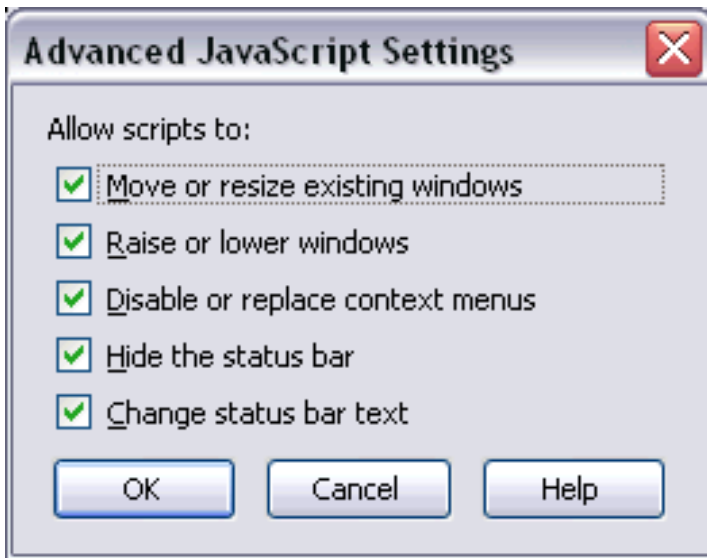 Advanced JavaScript Settings
Allow scripts to:
Move or resize existing windows
Raise or lower windows
Disable or replace context menus
Hide the status bar
Change status bar text
OK Cancel Help